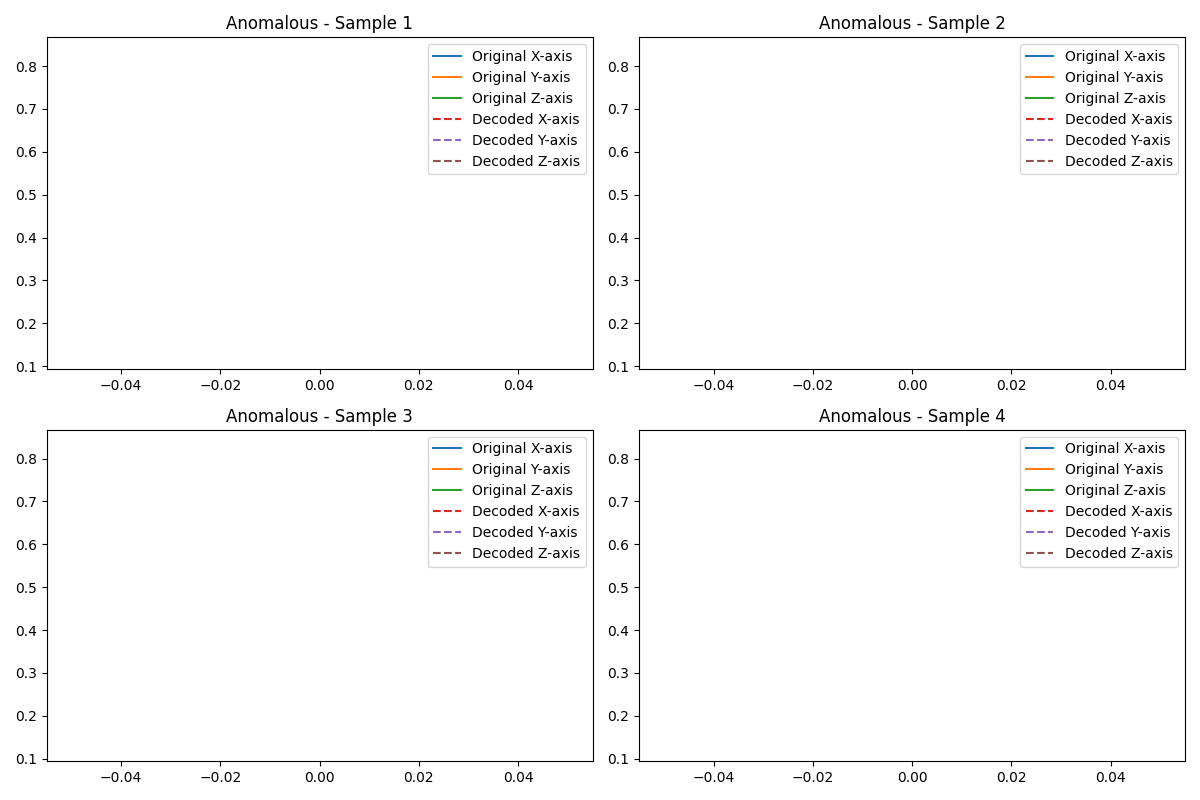 Anomalous - Sample 1
0.8
0.7
0.6
0.5
0.4
0.3
0.2
0.1
−0.04 −0.02 0.00 0.02 0.04
Original X-axis
Original Y-axis
Original Z-axis
Decoded X-axis
Decoded Y-axis
Decoded Z-axis
Anomalous - Sample 2
0.8
0.7
0.6
0.5
0.4
0.3
0.2
0.1
−0.04 −0.02 0.00 0.02 0.04
Original X-axis
Original Y-axis
Original Z-axis
Decoded X-axis
Decoded Y-axis
Decoded Z-axis
Anomalous - Sample 3
0.8
0.7
0.6
0.5
0.4
0.3
0.2
0.1
−0.04 −0.02 0.00 0.02 0.04
Original X-axis
Original Y-axis
Original Z-axis
Decoded X-axis
Decoded Y-axis
Decoded Z-axis
Anomalous - Sample 4
0.8
0.7
0.6
0.5
0.4
0.3
0.2
0.1
−0.04 −0.02 0.00 0.02 0.04
Original X-axis
Original Y-axis
Original Z-axis
Decoded X-axis
Decoded Y-axis
Decoded Z-axis